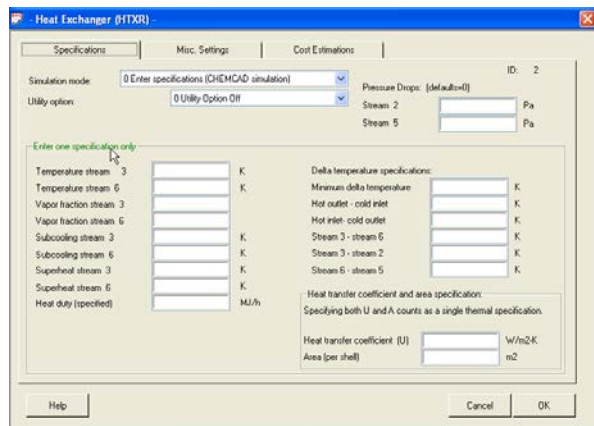 - Heat Exchanger (HTXR) -
Specifications
Misc. Settings
Cost Estimations
ID: 2
Simulation mode: 0 Enter specifications (CHEMCAD simulation)
Utility option: 0 Utility Option Off
Pressure Drops: (defaults=0)
Stream 2 Pa
Stream 5 Pa
Enter one specification only
Temperature stream 3 K
Temperature stream 6 K
Vapor fraction stream 3
Vapor fraction stream 6
Subcooling stream 3 K
Subcooling stream 6 K
Superheat stream 3 K
Superheat stream 6 K
Heat duty (specified) MJ/h
Delta temperature specifications:
Minimum delta temperature K
Hot outlet - cold inlet K
Hot inlet- cold outlet K
Stream 3 - stream 6 K
Stream 3 - stream 2 K
Stream 6 - stream 5 K
Heat transfer coefficient and area specification:
Specifying both U and A counts as a single thermal specification.
Heat transfer coefficient (U) W/m2-K
Area (per shell) m2
Help
Cancel
OK